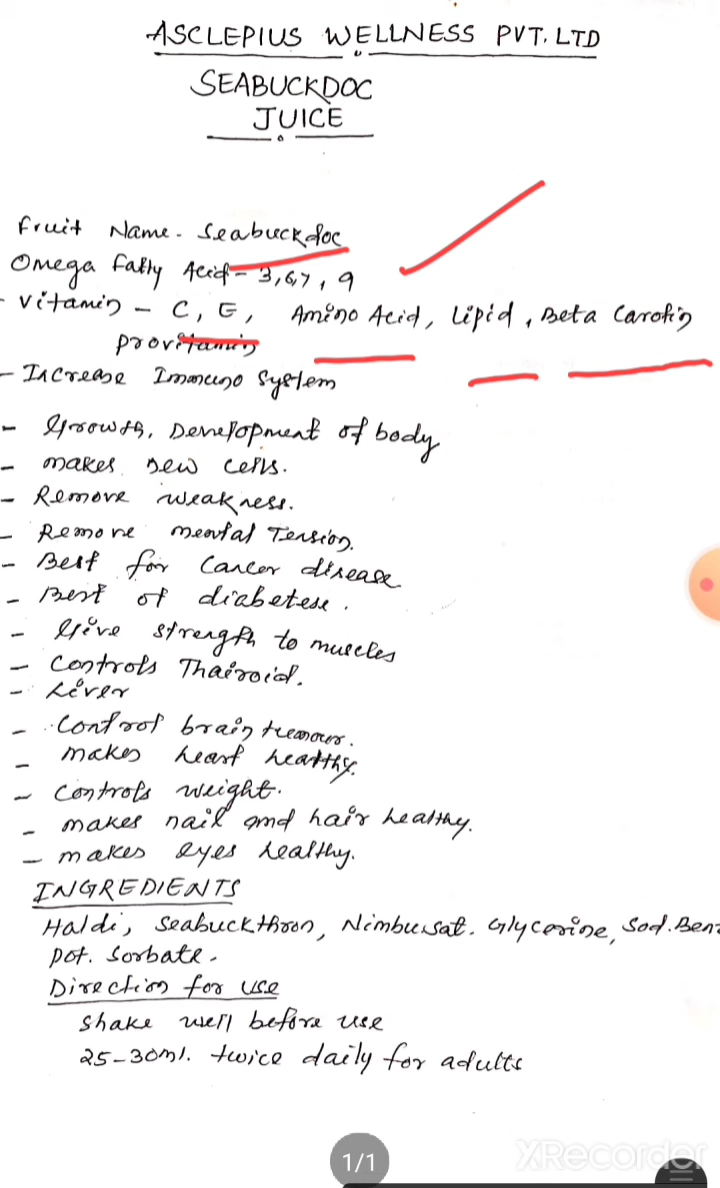 ASCLEPIUS WELLNESS PVT. LTD
SEABUCKDOC
JUICE
Fruit Name - Seabuckdoc
Omega Fatty Acid - 3,6,7, 9
- Vitamin - C, E, Amino Acid, Lipid, Beta Carotin
provitamin
- Increase Immuno System
- Growth, Development of body
- makes new cells.
- Remove weakness.
- Remove mental Tension.
- Best for Cancer disease
- Best of diabetese.
- Give strength to muscles
- Controls Thairoid.
- Liver
- Control brain tumour.
- makes heart healthy.
- Controls weight.
- makes nail and hair healthy.
- makes eyes healthy.
INGREDIENTS
Haldi, Seabuckthron, Nimbu sat. Glycerine, Sod. Benz
pot. Sorbate.
Direction for use
Shake well before use
25-30ml. twice daily for adults
1/1
XRecorder